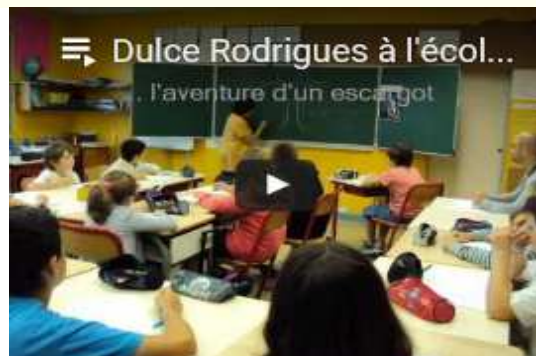 Dulce Rodrigues à l'écol...
. l'aventure d'un escargot